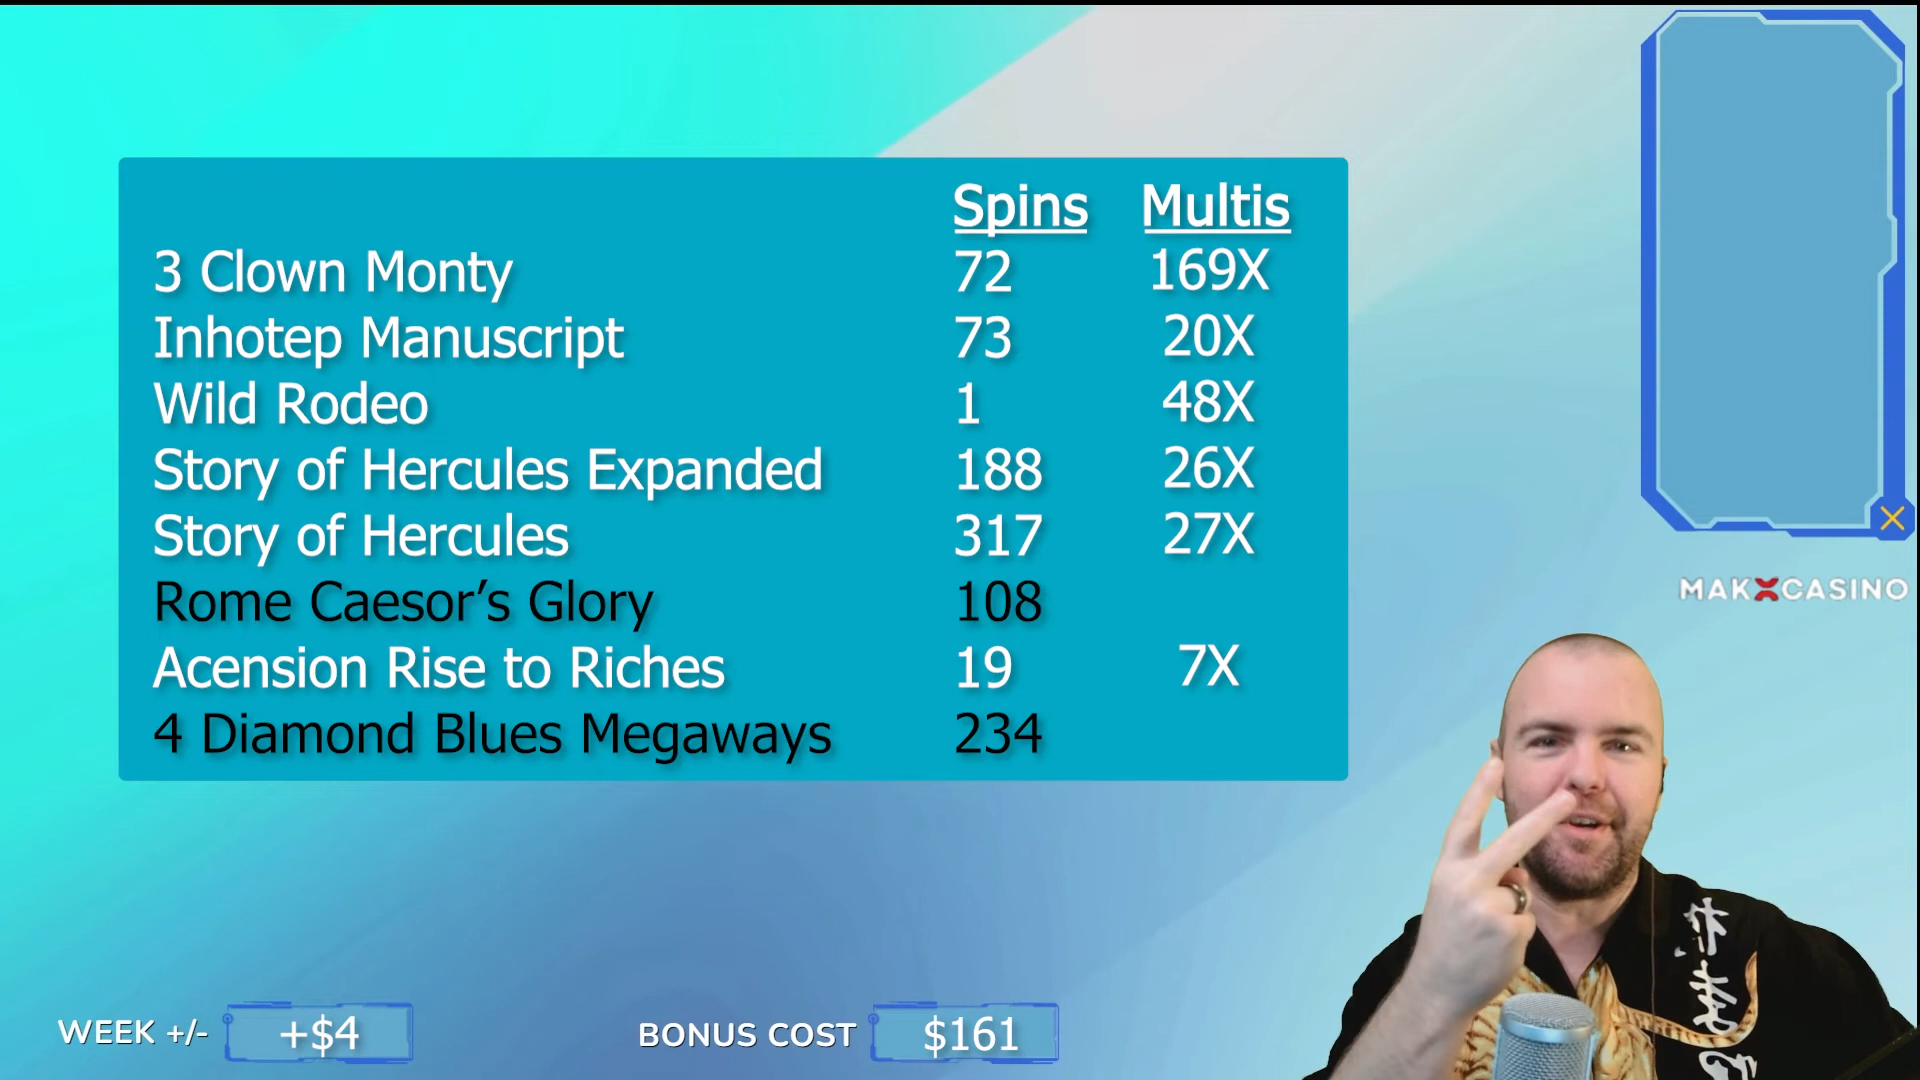 Spins Multis
3 Clown Monty 72 169X
Inhotep Manuscript 73 20X
Wild Rodeo 1 48X
Story of Hercules Expanded 188 26X
Story of Hercules 317 27X
Rome Caesor’s Glory 108
Acension Rise to Riches 19 7X
4 Diamond Blues Megaways 234
MAKXCASINO
WEEK +/- +$4 BONUS COST $161